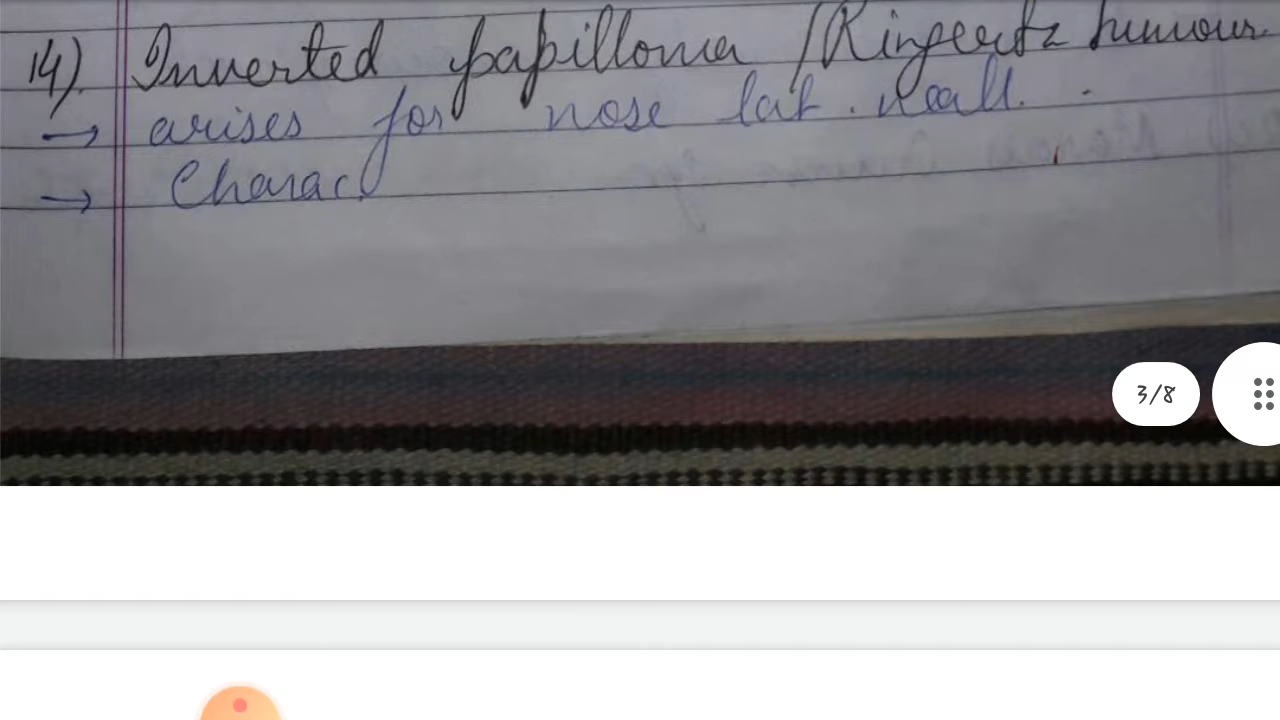 14). Inverted papilloma / Ringertz tumour.
→ arises for nose lat. wall.
→ Charac.
3/8